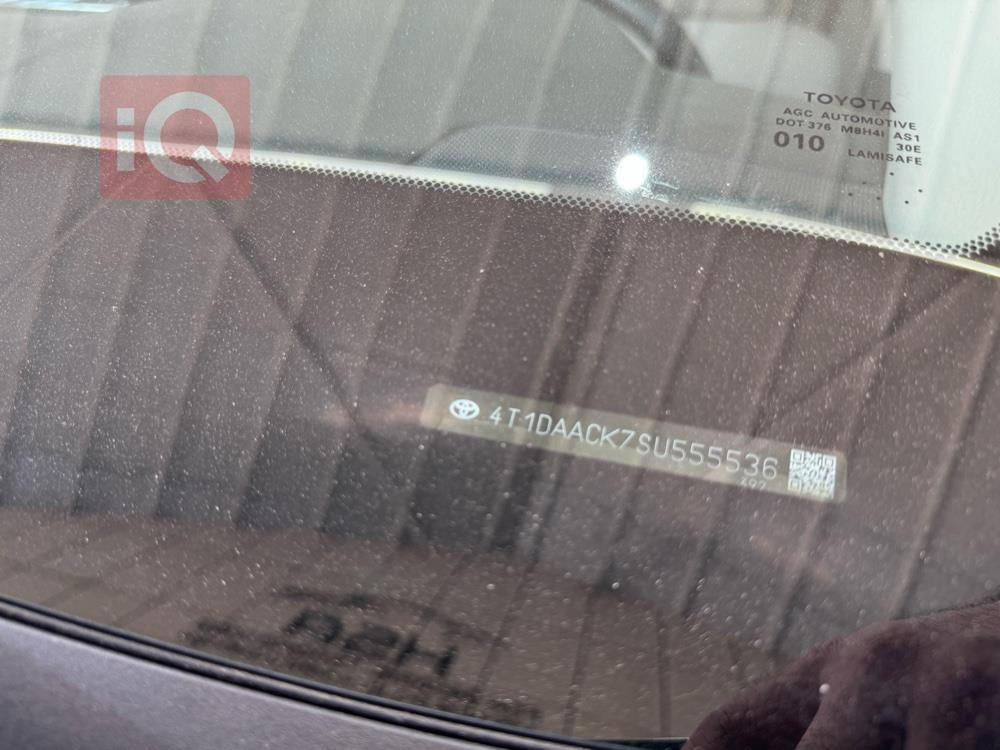 iQ
TOYOTA
AGC AUTOMOTIVE
DOT-376 M8H4I AS1
010 30E
LAMISAFE
4T1DAACK7SU555536